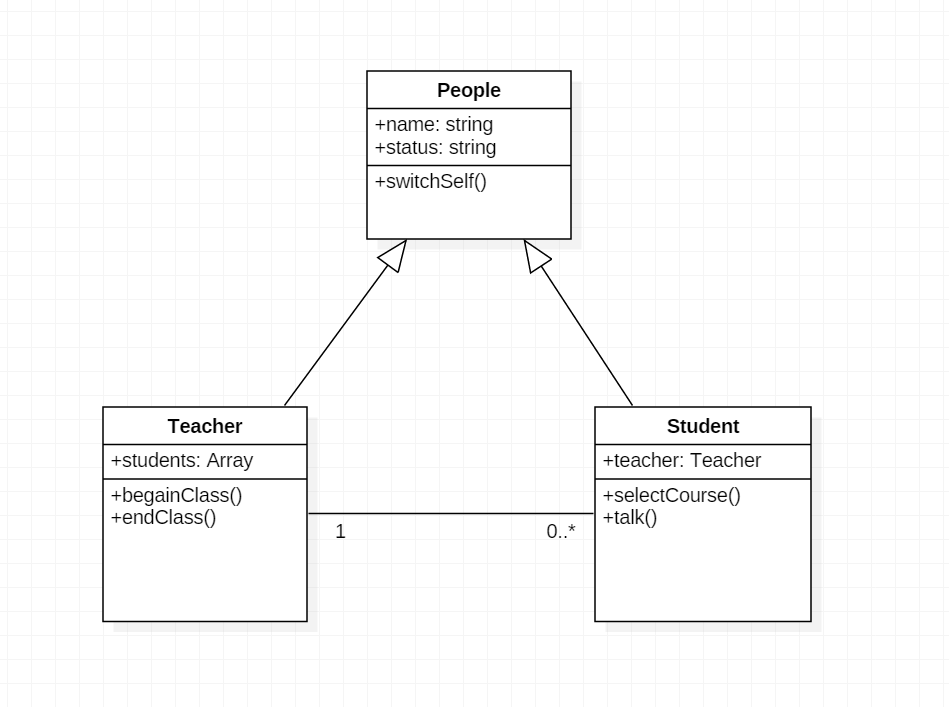 People
+name: string
+status: string
+switchSelf()
Teacher
+students: Array
+begainClass()
+endClass()
1
0..*
Student
+teacher: Teacher
+selectCourse()
+talk()